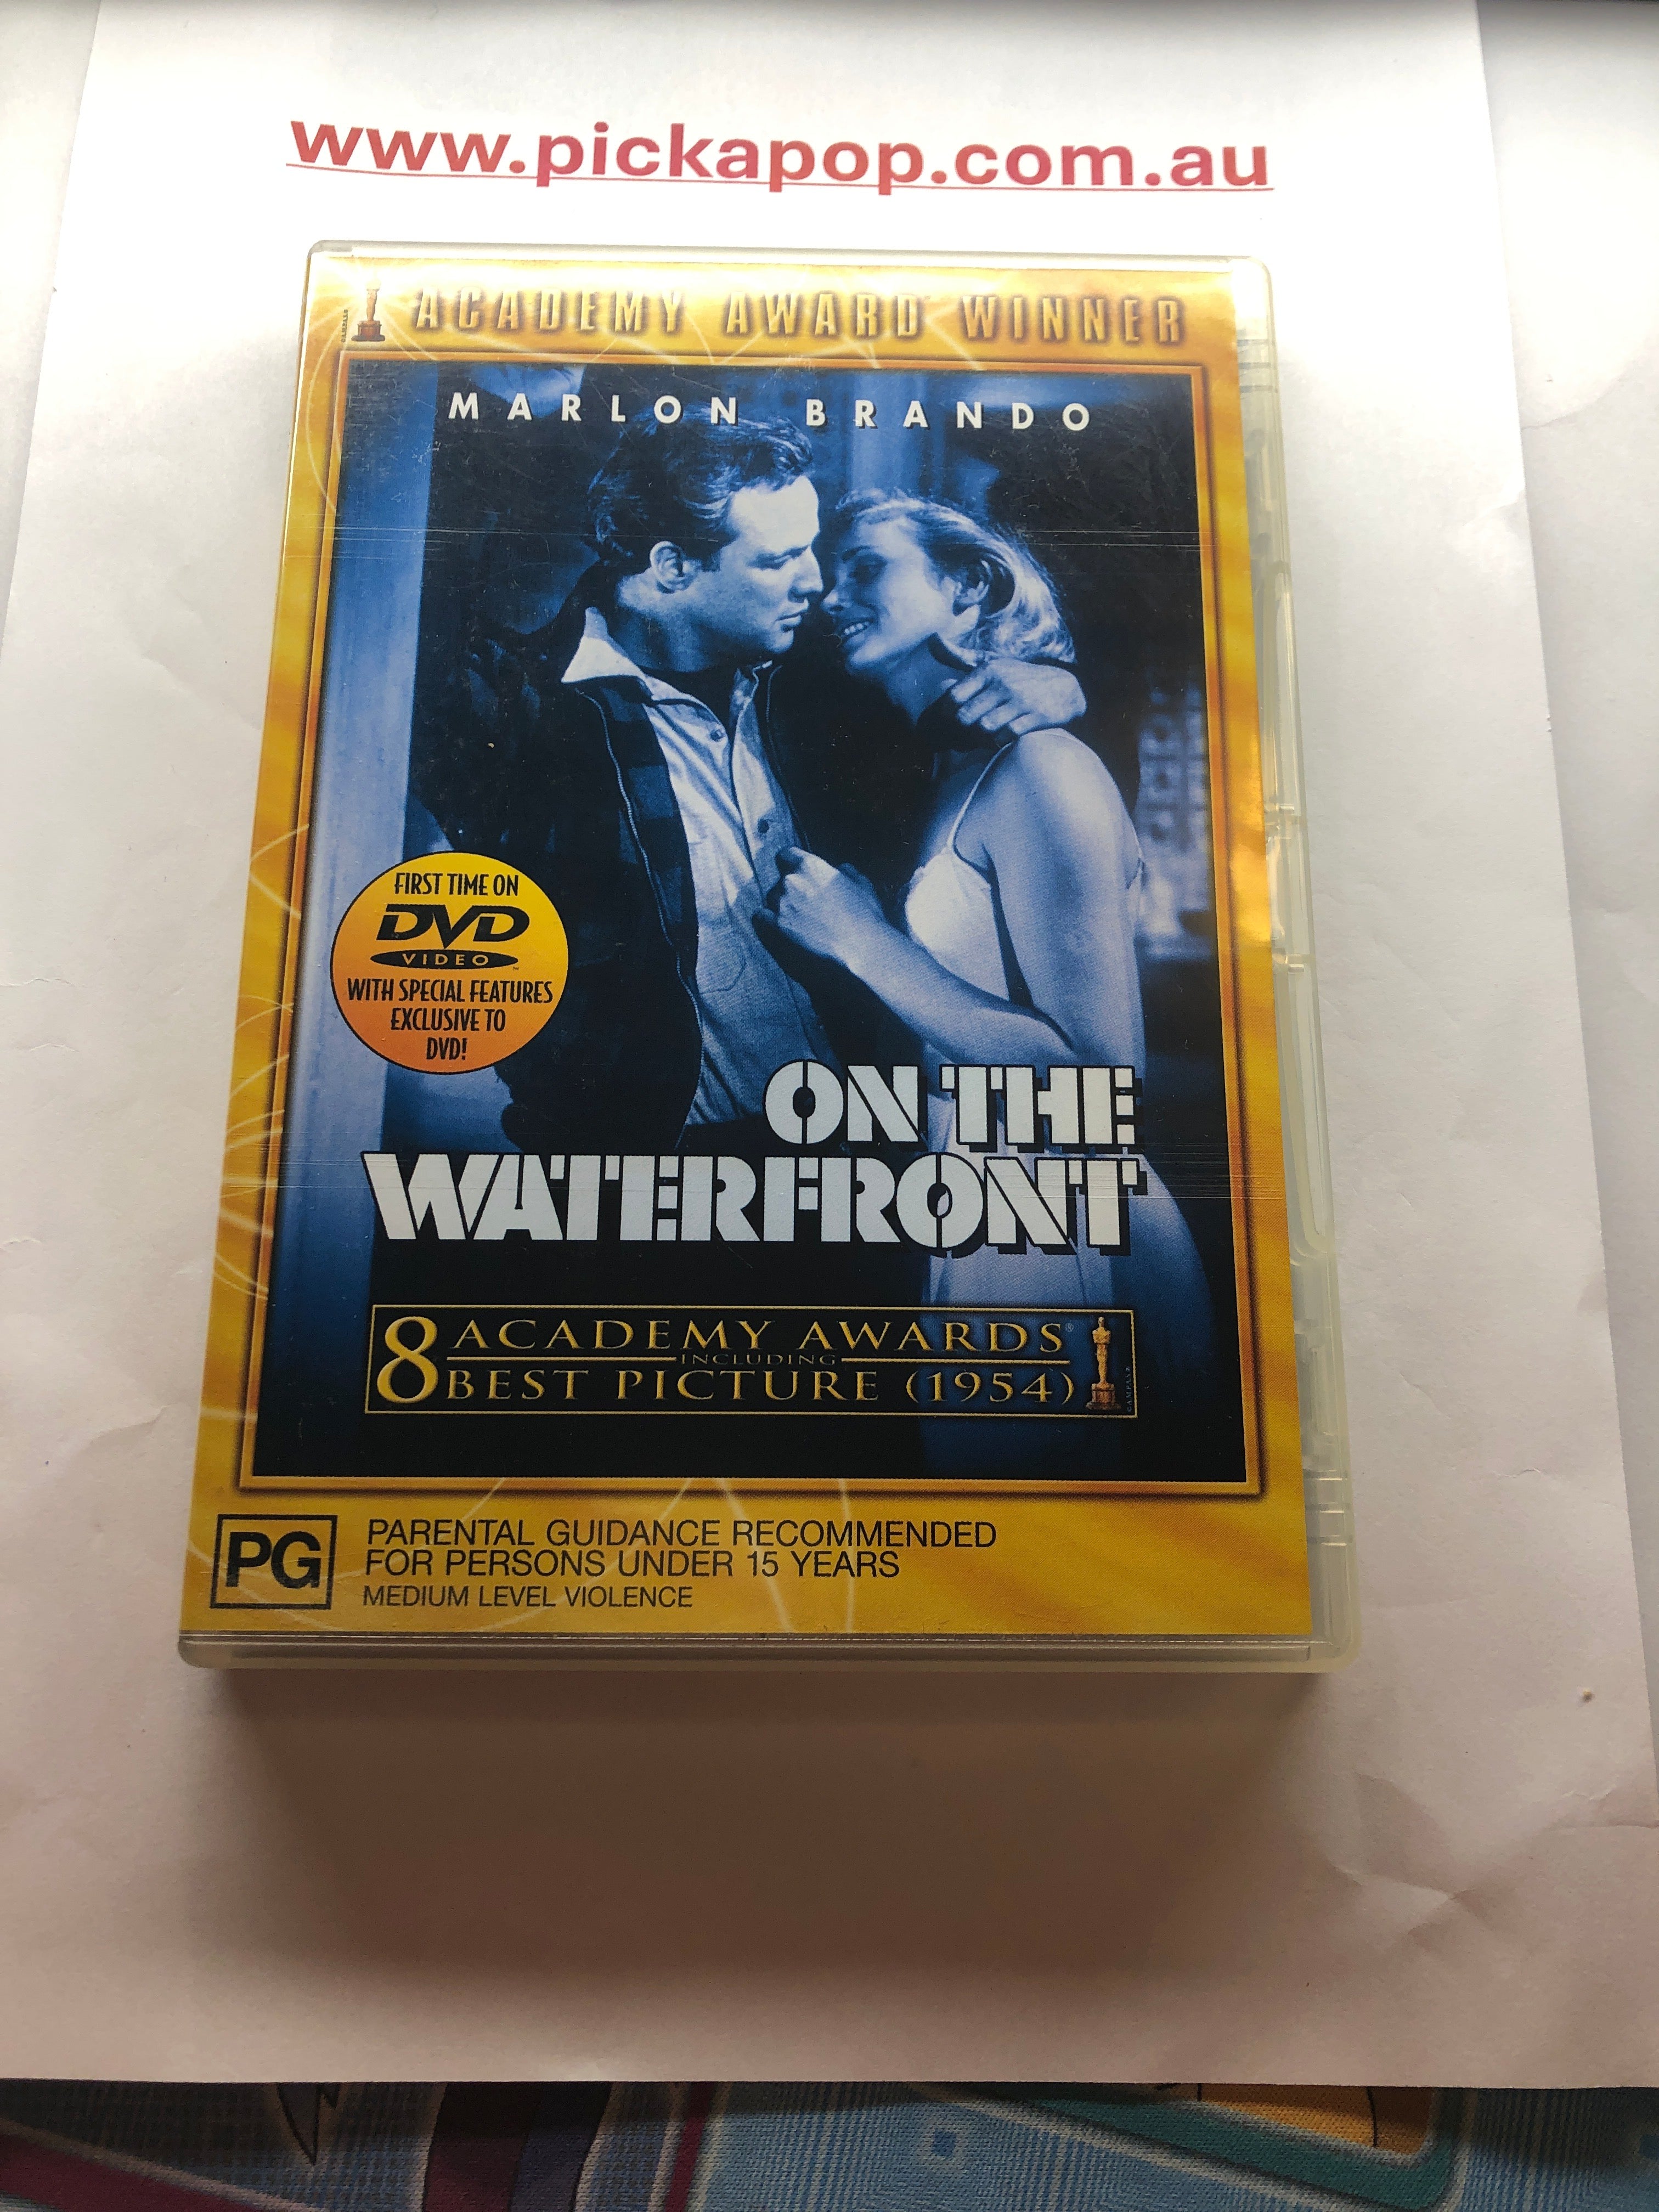 www.pickapop.com.au
ACADEMY AWARD WINNER
MARLON BRANDO
FIRST TIME ON
DVD
VIDEO
WITH SPECIAL FEATURES
EXCLUSIVE TO
DVD!
ON THE
WATERFRONT
8 ACADEMY AWARDS®
INCLUDING
BEST PICTURE (1954)
PG
PARENTAL GUIDANCE RECOMMENDED
FOR PERSONS UNDER 15 YEARS
MEDIUM LEVEL VIOLENCE